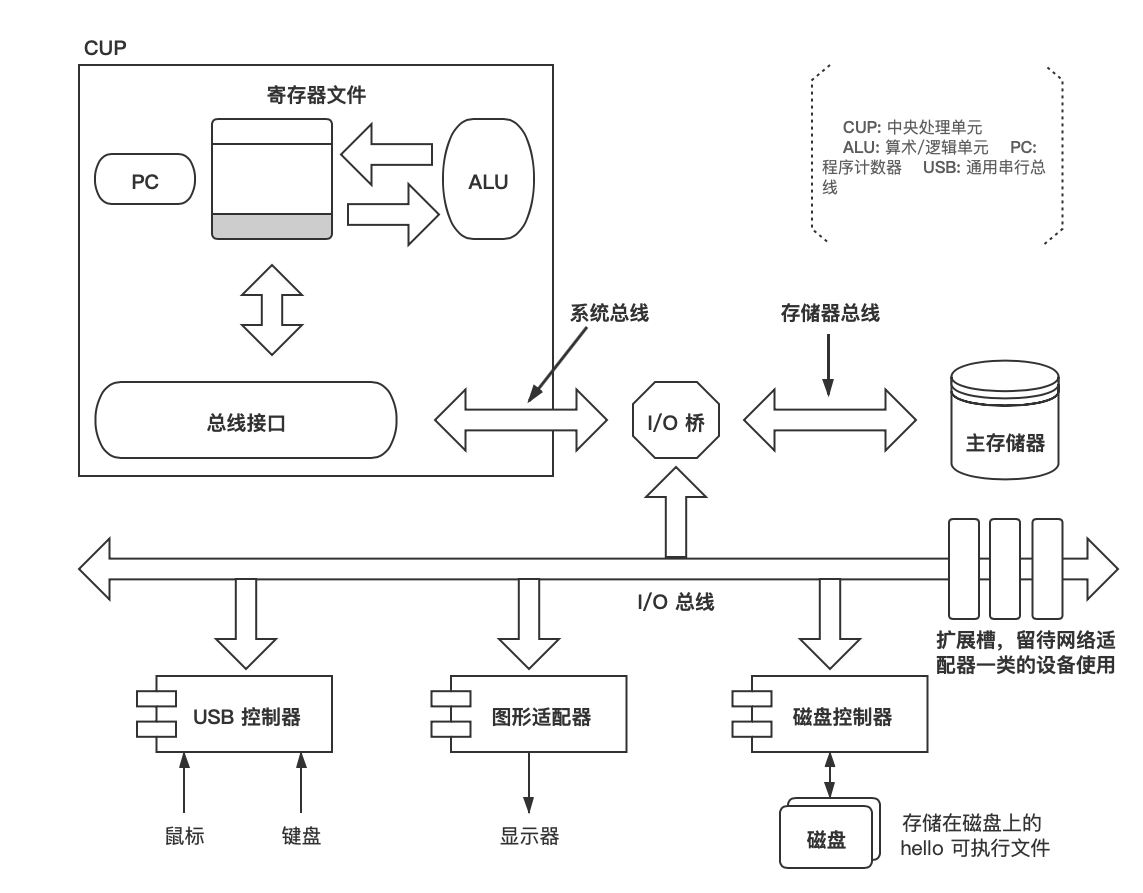 CUP
寄存器文件
PC
ALU
CUP: 中央处理单元
ALU: 算术/逻辑单元 PC:
程序计数器 USB: 通用串行总
线
系统总线
存储器总线
总线接口
I/O 桥
主存储器
I/O 总线
扩展槽，留待网络适
配器一类的设备使用
USB 控制器
图形适配器
磁盘控制器
鼠标
键盘
显示器
磁盘
存储在磁盘上的
hello 可执行文件